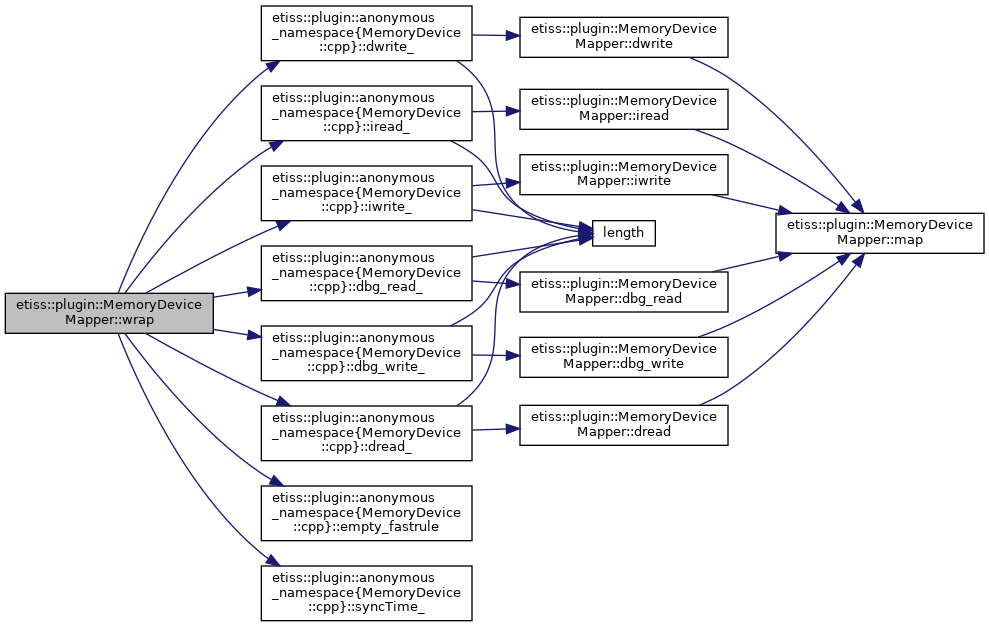 etiss::plugin::MemoryDevice
Mapper::wrap
etiss::plugin::anonymous
_namespace{MemoryDevice
::cpp}::dwrite_
etiss::plugin::anonymous
_namespace{MemoryDevice
::cpp}::iread_
etiss::plugin::anonymous
_namespace{MemoryDevice
::cpp}::iwrite_
etiss::plugin::anonymous
_namespace{MemoryDevice
::cpp}::dbg_read_
etiss::plugin::anonymous
_namespace{MemoryDevice
::cpp}::dbg_write_
etiss::plugin::anonymous
_namespace{MemoryDevice
::cpp}::dread_
etiss::plugin::anonymous
_namespace{MemoryDevice
::cpp}::empty_fastrule
etiss::plugin::anonymous
_namespace{MemoryDevice
::cpp}::syncTime_
etiss::plugin::MemoryDevice
Mapper::dwrite
etiss::plugin::MemoryDevice
Mapper::iread
etiss::plugin::MemoryDevice
Mapper::iwrite
length
etiss::plugin::MemoryDevice
Mapper::dbg_read
etiss::plugin::MemoryDevice
Mapper::dbg_write
etiss::plugin::MemoryDevice
Mapper::dread
etiss::plugin::MemoryDevice
Mapper::map